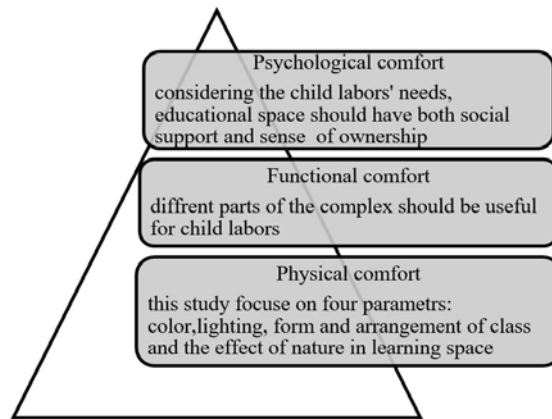 Psychological comfort
considering the child labors' needs,
educational space should have both social
support and sense of ownership
Functional comfort
diffrent parts of the complex should be useful
for child labors
Physical comfort
this study focuse on four parametrs:
color,lighting, form and arrangement of class
and the effect of nature in learning space